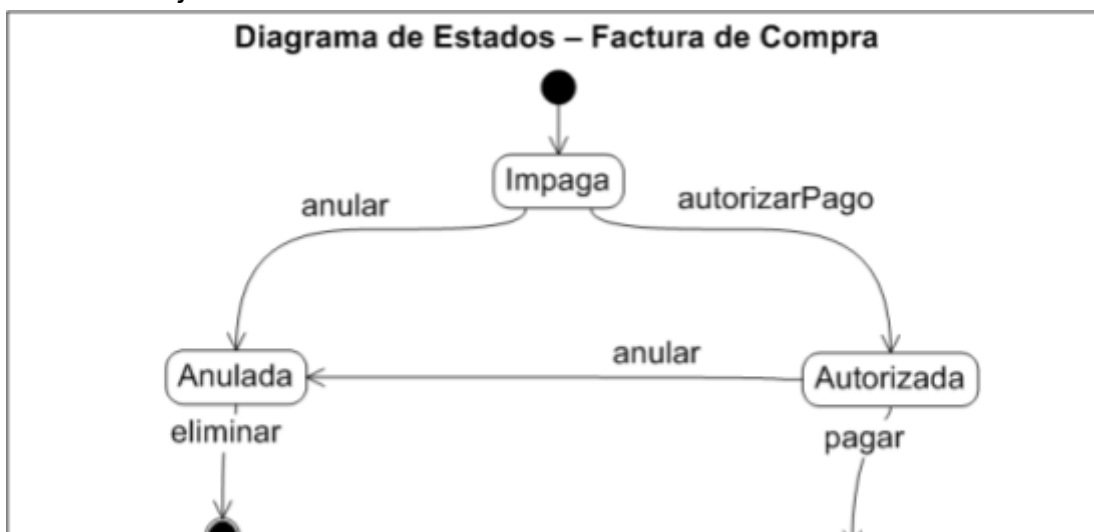 Diagrama de Estados – Factura de Compra
Impaga
anular
autorizarPago
anular
Anulada
Autorizada
eliminar
pagar